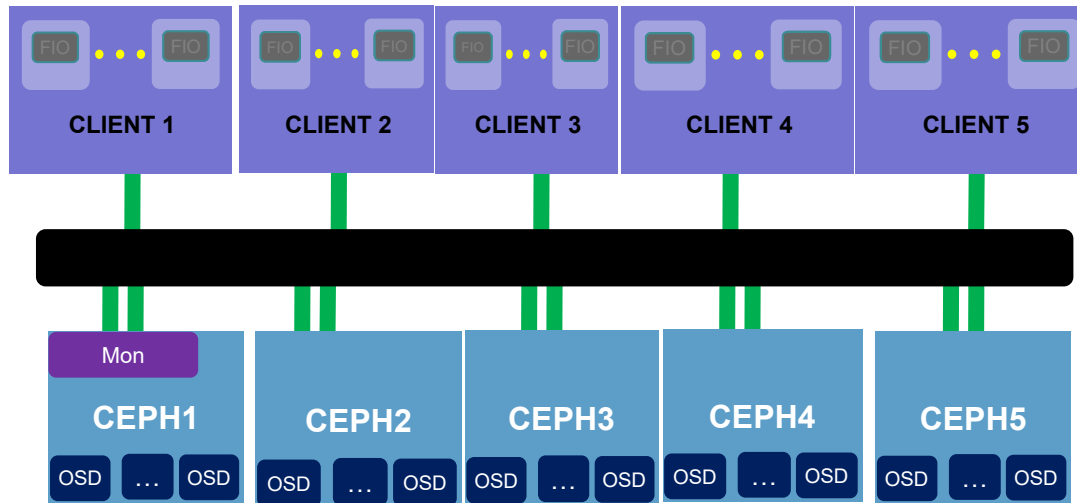 FIO FIO FIO FIO FIO FIO FIO FIO FIO FIO
CLIENT 1 CLIENT 2 CLIENT 3 CLIENT 4 CLIENT 5
Mon
CEPH1 CEPH2 CEPH3 CEPH4 CEPH5
OSD ... OSD OSD ... OSD OSD ... OSD OSD ... OSD OSD ... OSD